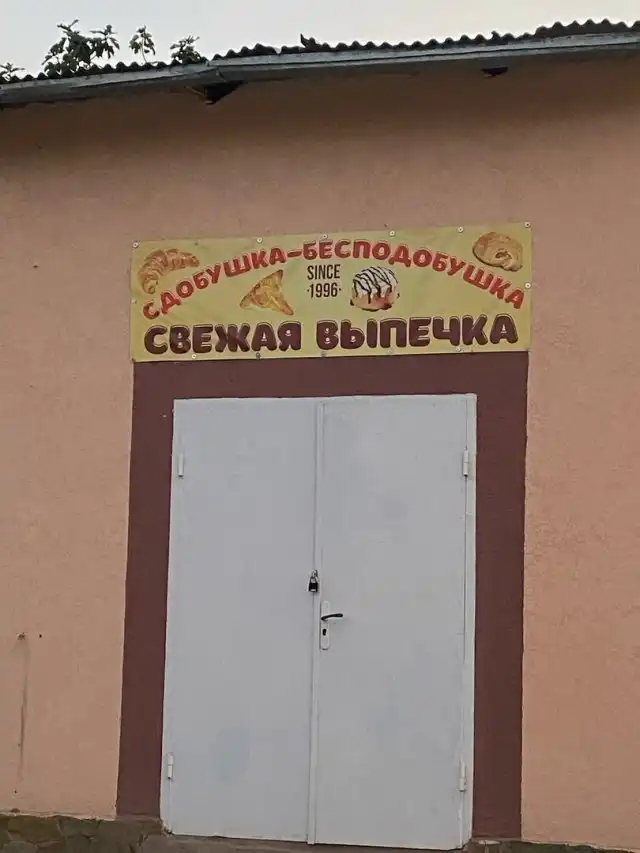 СДОБУШКА-БЕСПОДОБУШКА
SINCE
·1996·
СВЕЖАЯ ВЫПЕЧКА